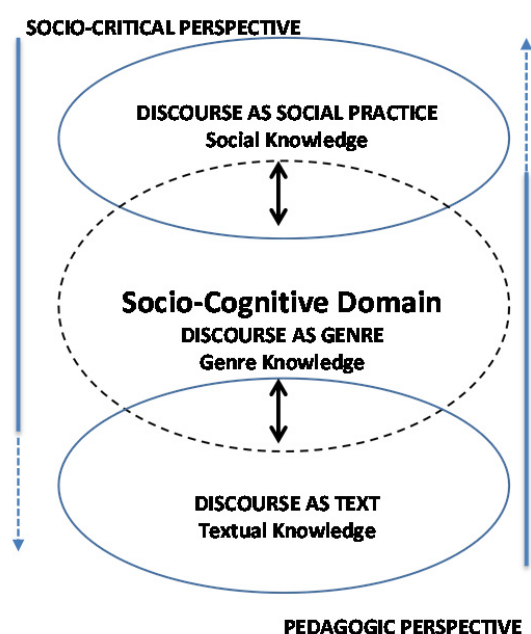 SOCIO-CRITICAL PERSPECTIVE
DISCOURSE AS SOCIAL PRACTICE
Social Knowledge
Socio-Cognitive Domain
DISCOURSE AS GENRE
Genre Knowledge
DISCOURSE AS TEXT
Textual Knowledge
PEDAGOGIC PERSPECTIVE